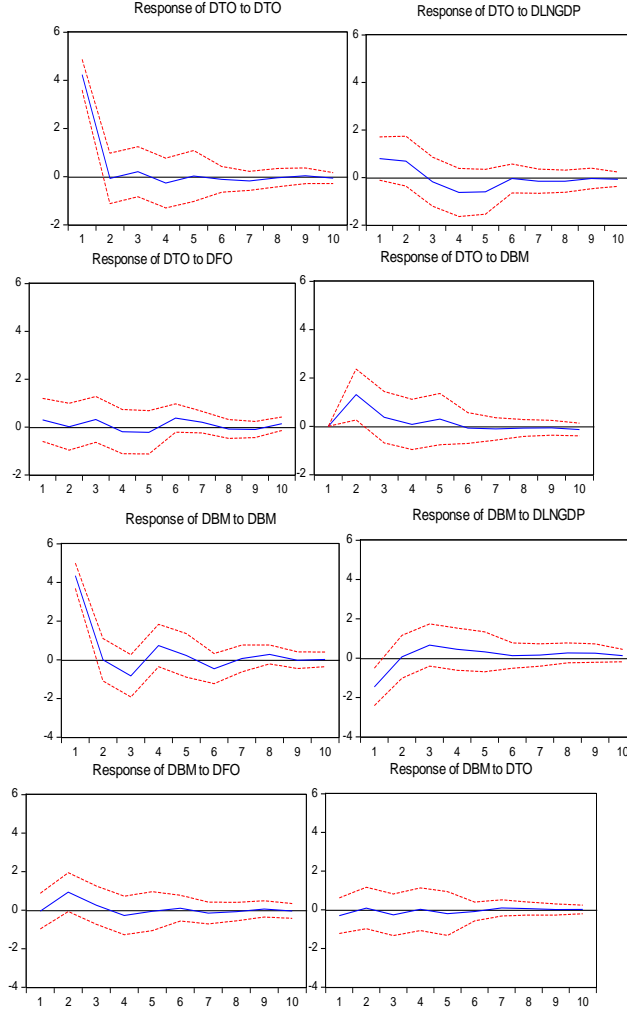 Response of DTO to DTO
6
4
2
0
-2
1 2 3 4 5 6 7 8 9 10
Response of DTO to DLNGDP
6
4
2
0
-2
1 2 3 4 5 6 7 8 9 10
Response of DTO to DFO
6
4
2
0
-2
1 2 3 4 5 6 7 8 9 10
Response of DTO to DBM
6
4
2
0
-2
1 2 3 4 5 6 7 8 9 10
Response of DBM to DBM
6
4
2
0
-2
-4
1 2 3 4 5 6 7 8 9 10
Response of DBM to DLNGDP
6
4
2
0
-2
-4
1 2 3 4 5 6 7 8 9 10
Response of DBM to DFO
6
4
2
0
-2
-4
1 2 3 4 5 6 7 8 9 10
Response of DBM to DTO
6
4
2
0
-2
-4
1 2 3 4 5 6 7 8 9 10